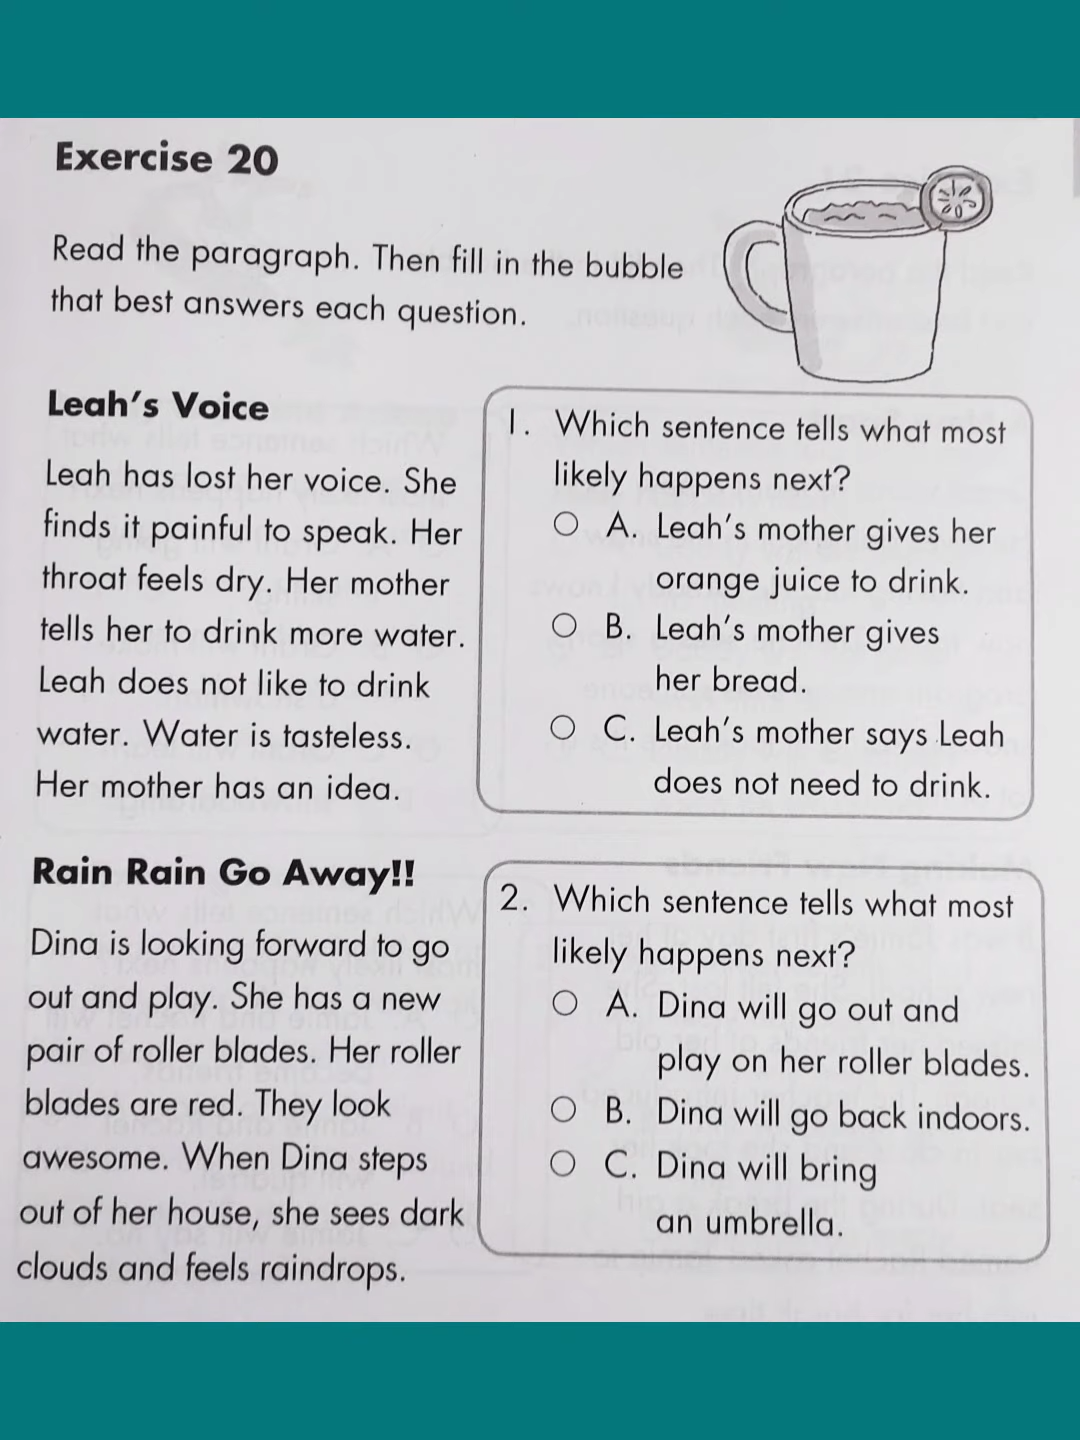 Exercise 20
Read the paragraph. Then fill in the bubble
that best answers each question.
Leah's Voice
Leah has lost her voice. She
finds it painful to speak. Her
throat feels dry. Her mother
tells her to drink more water.
Leah does not like to drink
water. Water is tasteless.
Her mother has an idea.
1. Which sentence tells what most
likely happens next?
A. Leah's mother gives her
orange juice to drink.
B. Leah's mother gives
her bread.
C. Leah's mother says Leah
does not need to drink.
Rain Rain Go Away!!
Dina is looking forward to go
out and play. She has a new
pair of roller blades. Her roller
blades are red. They look
awesome. When Dina steps
out of her house, she sees dark
clouds and feels raindrops.
2. Which sentence tells what most
likely happens next?
A. Dina will go out and
play on her roller blades.
B. Dina will go back indoors.
C. Dina will bring
an umbrella.